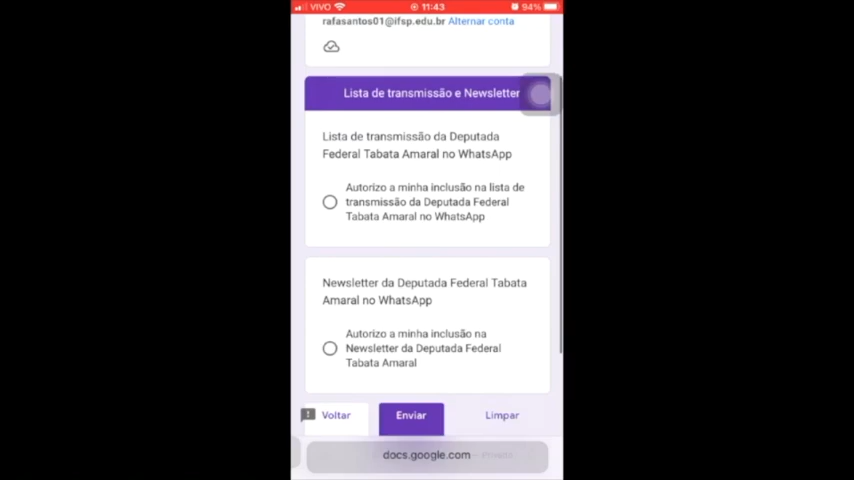 VIVO 11:43 94%
rafasantos01@ifsp.edu.br Alternar conta
Lista de transmissão e Newsletter
Lista de transmissão da Deputada
Federal Tabata Amaral no WhatsApp
Autorizo a minha inclusão na lista de
transmissão da Deputada Federal
Tabata Amaral no WhatsApp
Newsletter da Deputada Federal Tabata
Amaral no WhatsApp
Autorizo a minha inclusão na
Newsletter da Deputada Federal
Tabata Amaral
! Voltar Enviar Limpar
docs.google.com